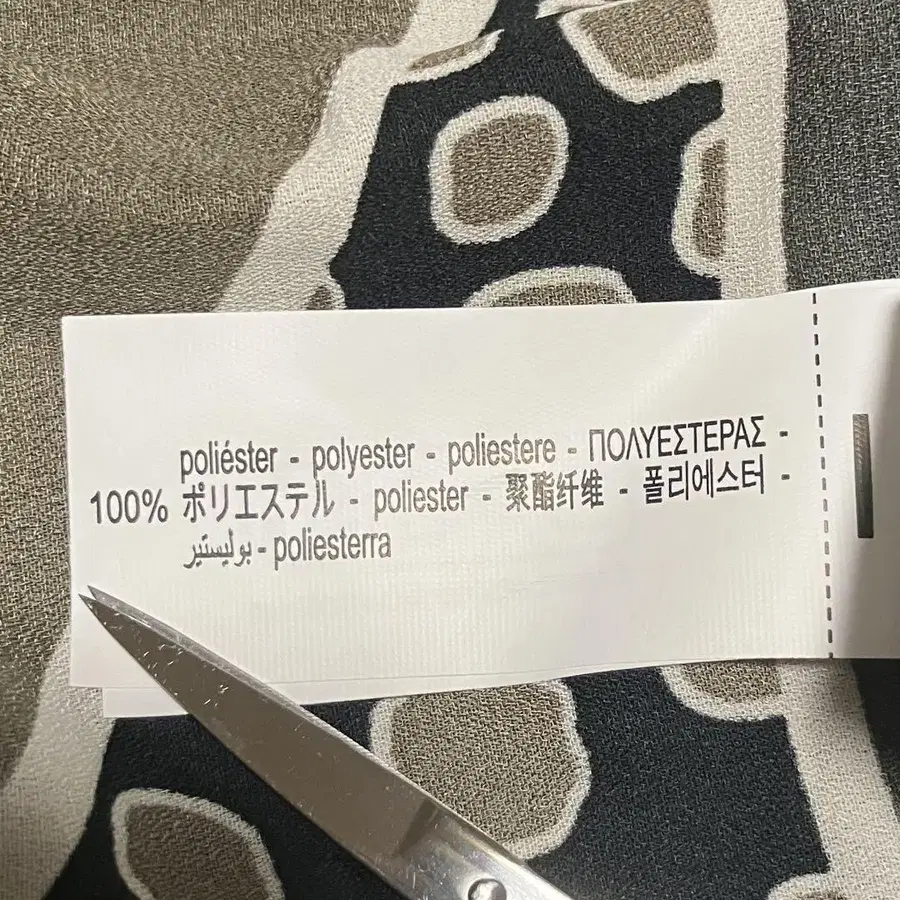 poliéster - polyester - poliestere - ΠΟΛΥΕΣΤΕΡΑΣ -
100% ポリエステル - poliester - 聚酯纤维 - 폴리에스터 -
بوليستير - poliesterra